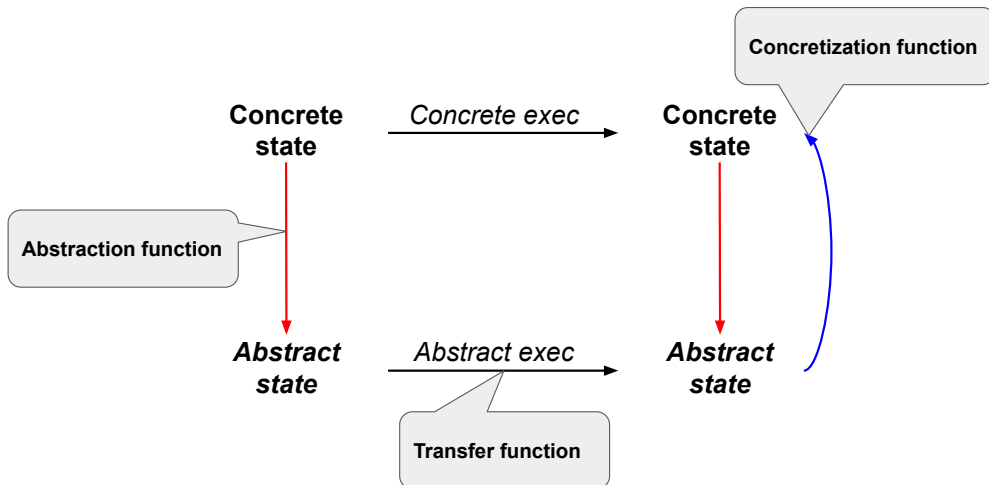 Concretization function
Concrete
state
Concrete exec
Concrete
state
Abstraction function
Abstract
state
Abstract exec
Abstract
state
Transfer function